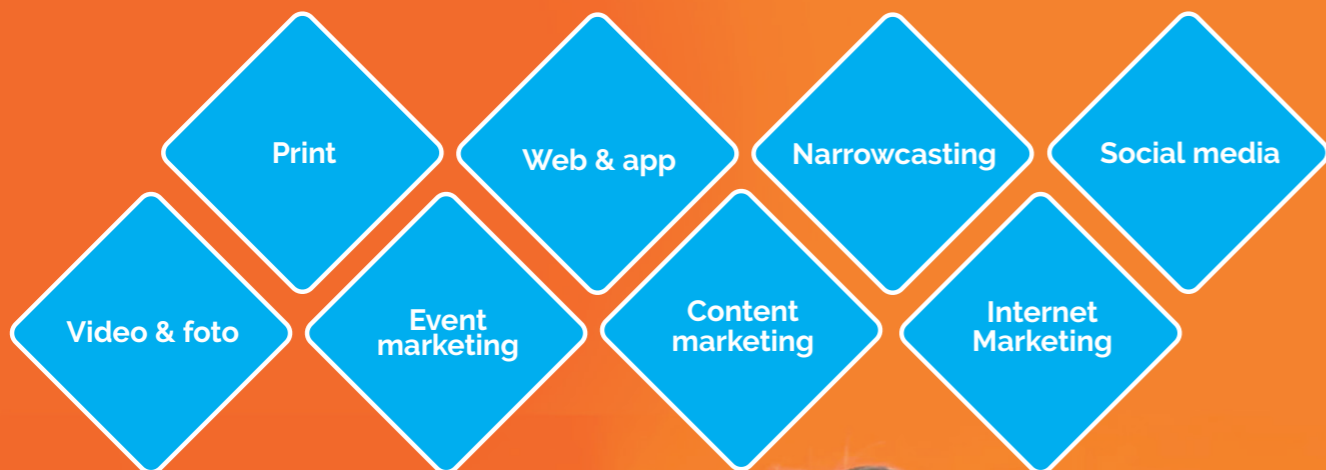 Print
Web & app
Narrowcasting
Social media
Video & foto
Event
marketing
Content
marketing
Internet
Marketing